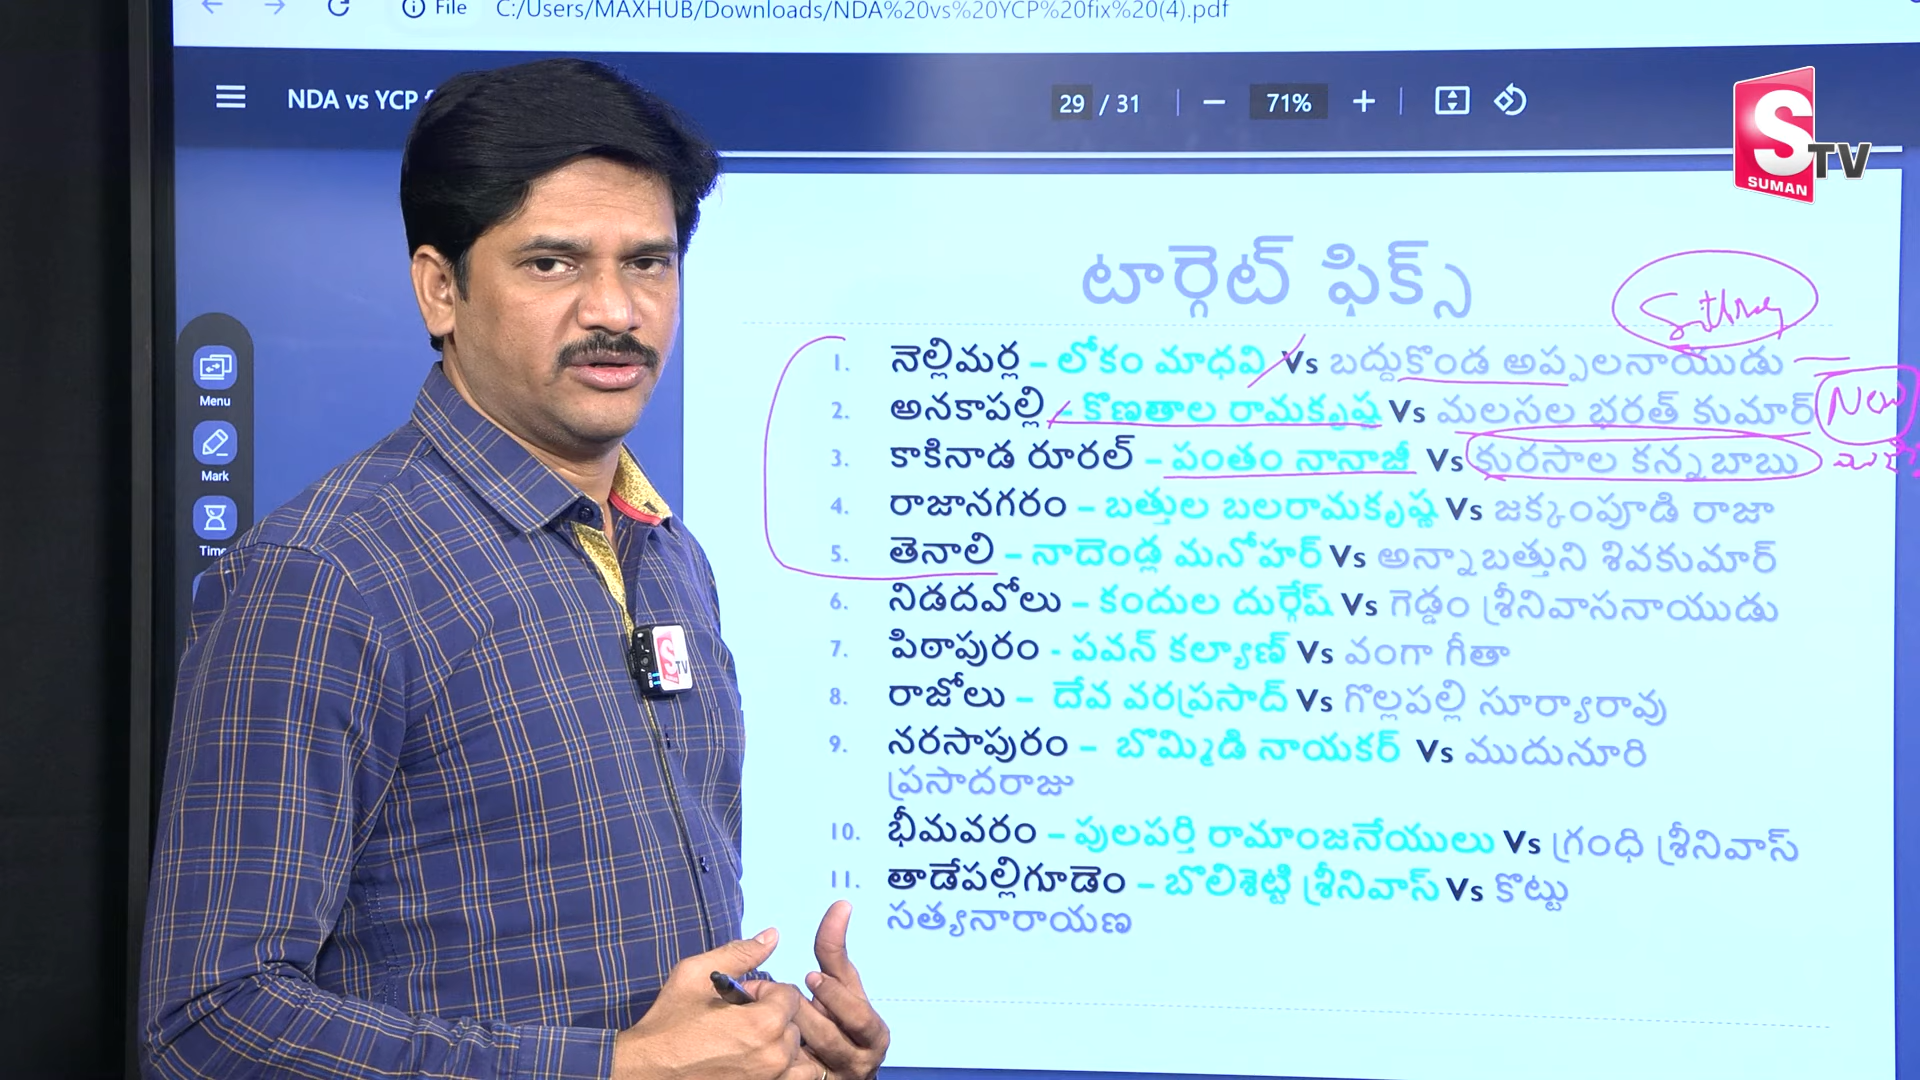 File C:/Users/MAXHUB/Downloads/NDA%20vs%20YCP%20fix%20(4).pdf
NDA vs YCP
29 / 31
71%
S TV
SUMAN
Menu
Mark
టార్గెట్ ఫిక్స్
1. నెల్లిమర్ల – లోకం మాధవి Vs బద్దుకొండ అప్పలనాయుడు
2. అనకాపల్లి – కొణతాల రామకృష్ణ Vs మలసల భరత్ కుమార్ New
3. కాకినాడ రూరల్ – పంతం నానాజీ Vs కురసాల కన్నబాబు
4. రాజానగరం – బత్తుల బలరామకృష్ణ Vs జక్కంపూడి రాజా
5. తెనాలి – నాదెండ్ల మనోహర్ Vs అన్నాబత్తుని శివకుమార్
6. నిడదవోలు – కందుల దుర్గేష్ Vs గెడ్డం శ్రీనివాసనాయుడు
7. పిఠాపురం - పవన్ కల్యాణ్ Vs వంగా గీతా
8. రాజోలు – దేవ వరప్రసాద్ Vs గొల్లపల్లి సూర్యారావు
9. నరసాపురం – బొమ్మిడి నాయకర్ Vs ముదునూరి
ప్రసాదరాజు
10. భీమవరం – పులపర్తి రామాంజనేయులు Vs గ్రంధి శ్రీనివాస్
11. తాడేపల్లిగూడెం – బొలిశెట్టి శ్రీనివాస్ Vs కొట్టు
సత్యనారాయణ
S TV